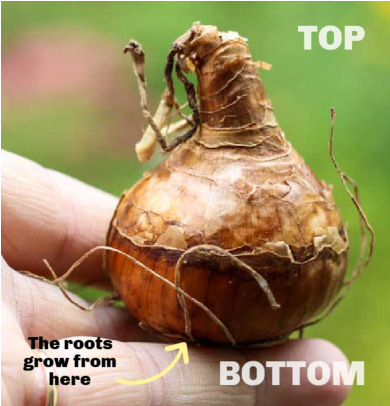 TOP
The roots
grow from
here
BOTTOM